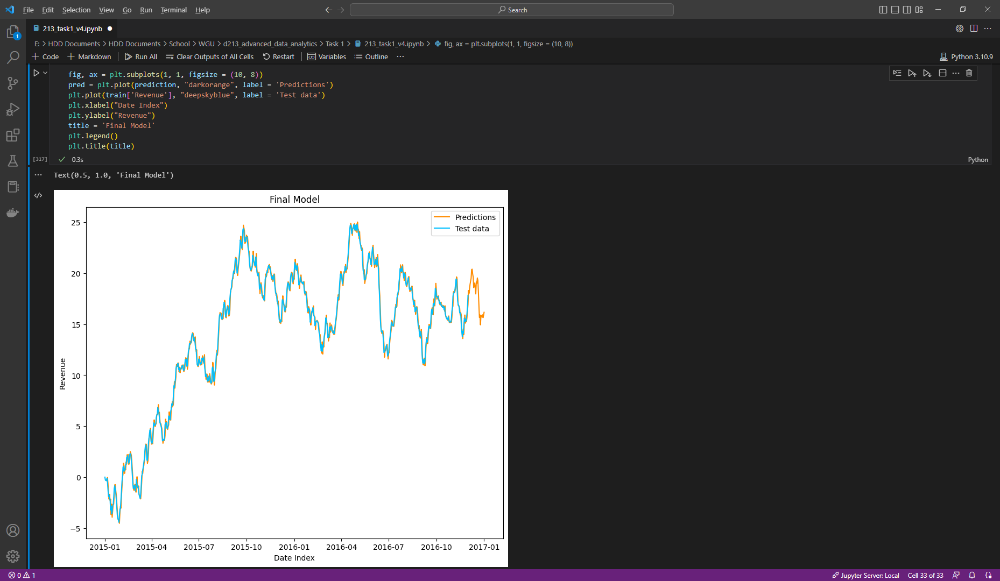 File Edit Selection View Go Run Terminal Help
Search
213_task1_v4.ipynb
1
E: > HDD Documents > HDD Documents > School > WGU > d213_advanced_data_analytics > Task 1 > 213_task1_v4.ipynb > fig, ax = plt.subplots(1, 1, figsize = (10, 8))
Code Markdown Run All Clear Outputs of All Cells Restart Variables Outline ... Python 3.10.9
fig, ax = plt.subplots(1, 1, figsize = (10, 8))
pred = plt.plot(prediction, "darkorange", label = 'Predictions')
plt.plot(train['Revenue'], "deepskyblue", label = 'Test data')
plt.xlabel("Date Index")
plt.ylabel("Revenue")
title = 'Final Model'
plt.legend()
plt.title(title)
[317] 0.3s Python
Text(0.5, 1.0, 'Final Model')
Final Model
Predictions
Test data
25
20
15
10
5
0
−5
Revenue
2015-01 2015-04 2015-07 2015-10 2016-01 2016-04 2016-07 2016-10 2017-01
Date Index
0 1 Jupyter Server: Local Cell 33 of 33